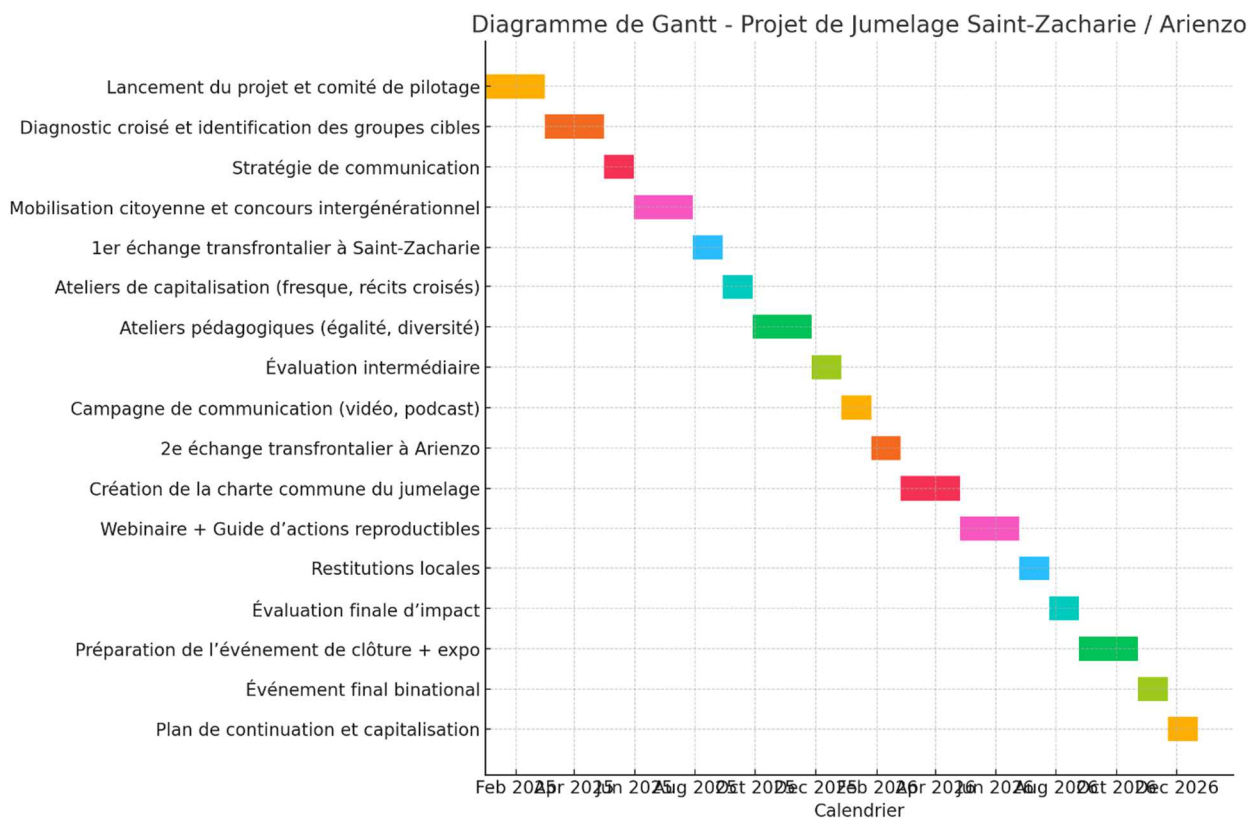 Diagramme de Gantt - Projet de Jumelage Saint-Zacharie / Arienzo
Lancement du projet et comité de pilotage
Diagnostic croisé et identification des groupes cibles
Stratégie de communication
Mobilisation citoyenne et concours intergénérationnel
1er échange transfrontalier à Saint-Zacharie
Ateliers de capitalisation (fresque, récits croisés)
Ateliers pédagogiques (égalité, diversité)
Évaluation intermédiaire
Campagne de communication (vidéo, podcast)
2e échange transfrontalier à Arienzo
Création de la charte commune du jumelage
Webinaire + Guide d’actions reproductibles
Restitutions locales
Évaluation finale d’impact
Préparation de l’événement de clôture + expo
Événement final binational
Plan de continuation et capitalisation
Feb 2025 Apr 2025 Jun 2025 Aug 2025 Oct 2025 Dec 2025 Feb 2026 Apr 2026 Jun 2026 Aug 2026 Oct 2026 Dec 2026
Calendrier